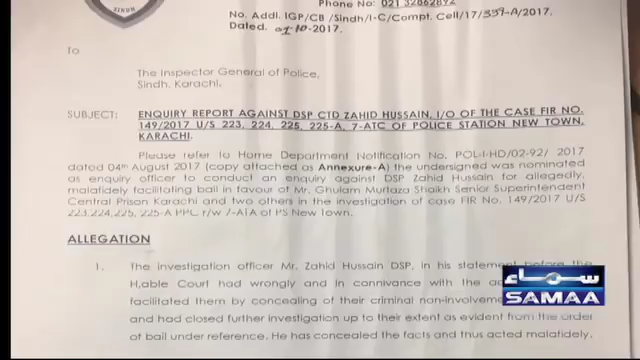 SINDH
Phone No: 021 32862892
No. Addl. IGP/CB/Sindh/I-C/Compt. Cell/17/339-A/2017,
Dated. -10-2017.
To
The Inspector General of Police,
Sindh, Karachi.
SUBJECT: ENQUIRY REPORT AGAINST DSP CTD ZAHID HUSSAIN, I/O OF THE CASE FIR NO. 149/2017 U/S 223, 224, 225, 225-A, 7-ATC OF POLICE STATION NEW TOWN, KARACHI.
Please refer to Home Department Notification No. POL-I-HD/02-92/ 2017
dated 04th August 2017 (copy attached as Annexure-A) the undersigned was nominated
as enquiry officer to conduct an enquiry against DSP Zahid Hussain for allegedly,
malafidely facilitating bail in favour of Mr. Ghulam Murtaza Shaikh Senior Superintendent
Central Prison Karachi and two others in the investigation of case FIR No. 149/2017 U/S
223,224,225, 225-A PPC r/w 7-ATA of PS New Town.
ALLEGATION
1. The investigation officer Mr. Zahid Hussain DSP, in his statement before the
H,able Court had wrongly and in connivance with the
facilitated them by concealing of their criminal non-involvement
and had closed further investigation up to their extent as evident from the order
of bail under reference. He has concealed the facts and thus acted malafidely.
سماء
SAMAA